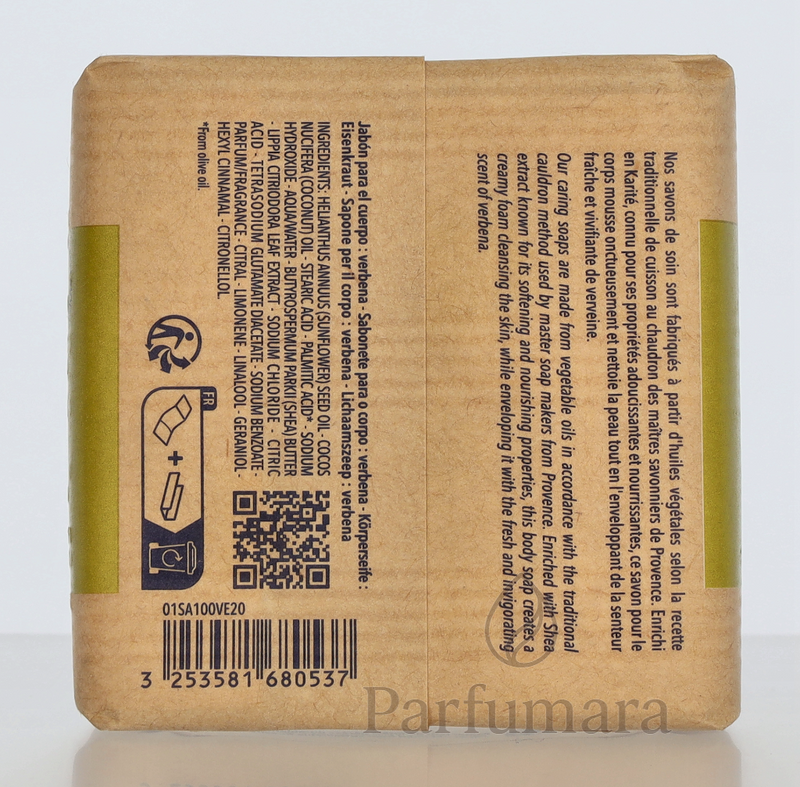 Nos savons de soin sont fabriqués à partir d'huiles végétales selon la recette
traditionnelle de cuisson au chaudron des maîtres savonniers de Provence. Enrichi
en Karité, connu pour ses propriétés adoucissantes et nourrissantes, ce savon pour le
corps mousse onctueusement et nettoie la peau tout en l'enveloppant de la senteur
fraîche et vivifiante de verveine.
Our caring soaps are made from vegetable oils in accordance with the traditional
cauldron method used by master soap makers from Provence. Enriched with Shea
extract known for its softening and nourishing properties, this body soap creates a
creamy foam cleansing the skin, while enveloping it with the fresh and invigorating
scent of verbena.
Jabón para el cuerpo : verbena - Sabonete para o corpo : verbena - Körperseife :
Eisenkraut - Sapone per il corpo : verbena - Lichaamszeep : verbena
INGREDIENTS: HELIANTHUS ANNUUS (SUNFLOWER) SEED OIL - COCOS
NUCIFERA (COCONUT) OIL - STEARIC ACID - PALMITIC ACID* - SODIUM
HYDROXIDE - AQUA/WATER - BUTYROSPERMUM PARKII (SHEA) BUTTER
- LIPPIA CITRIODORA LEAF EXTRACT - SODIUM CHLORIDE - CITRIC
ACID - TETRASODIUM GLUTAMATE DIACETATE - SODIUM BENZOATE -
PARFUM/FRAGRANCE - CITRAL - LIMONENE - LINALOOL - GERANIOL -
HEXYL CINNAMAL - CITRONELLOL
*From olive oil.
FR
+
01SA100VE20
3 253581 680537
Parfumara